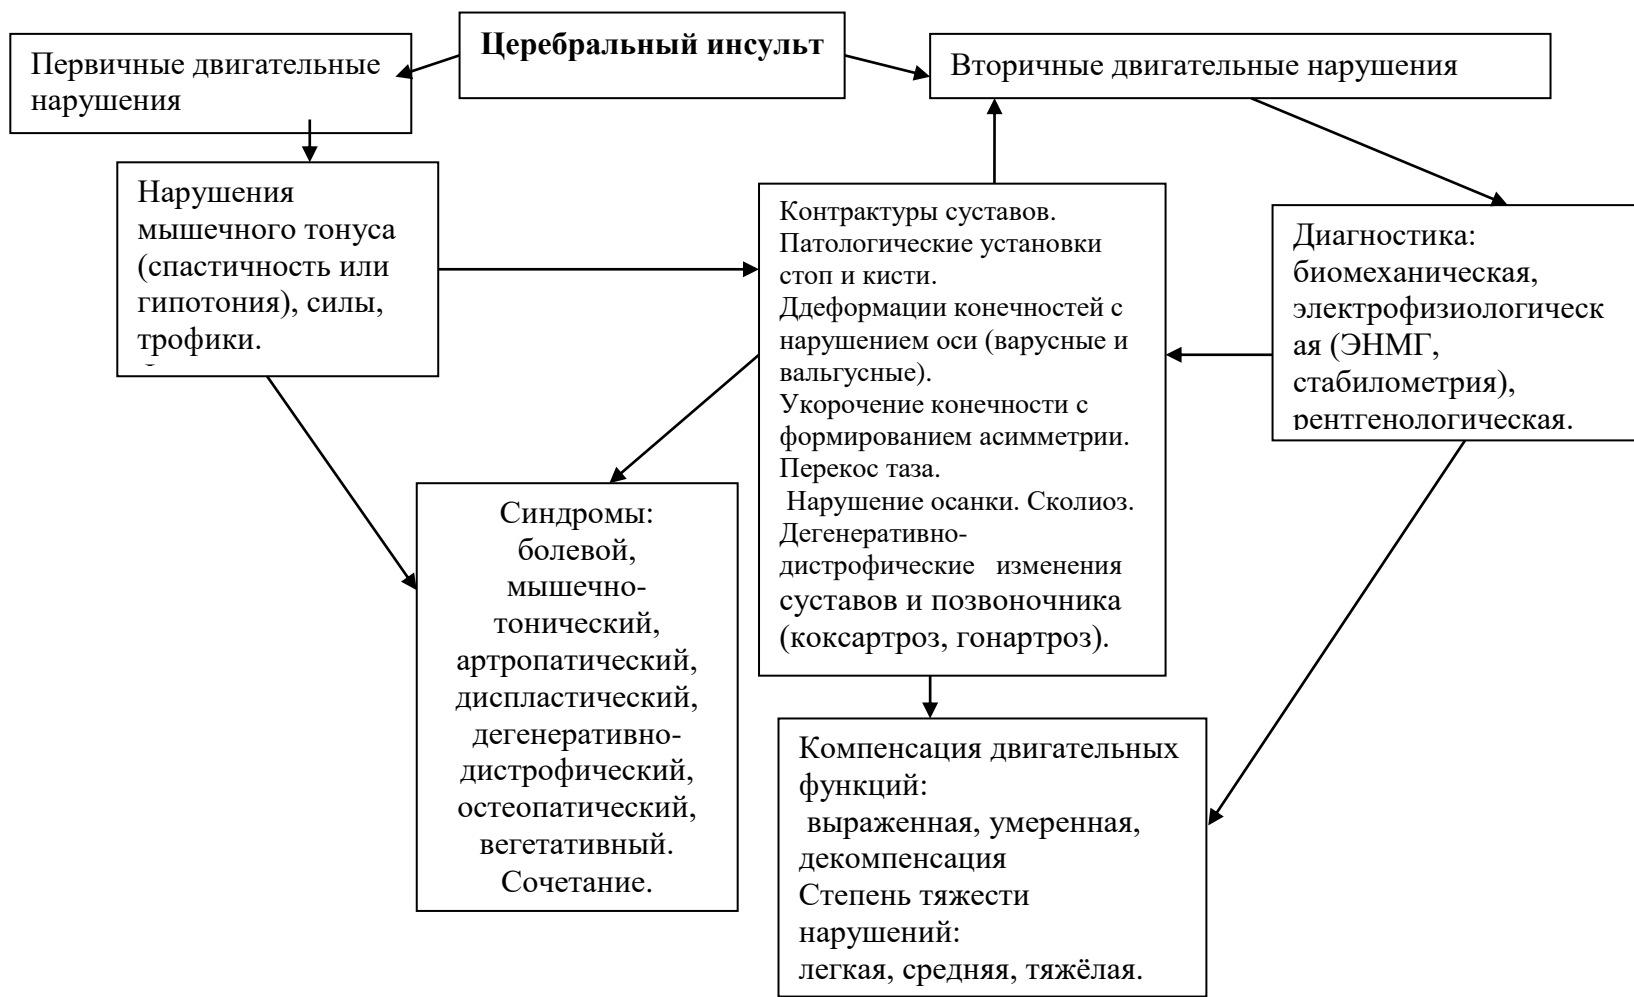 Церебральный инсульт
Первичные двигательные
нарушения
Вторичные двигательные нарушения
Нарушения
мышечного тонуса
(спастичность или
гипотония), силы,
трофики.
Контрактуры суставов.
Патологические установки
стоп и кисти.
Ддеформации конечностей с
нарушением оси (варусные и
вальгусные).
Укорочение конечности с
формированием асимметрии.
Перекос таза.
Нарушение осанки. Сколиоз.
Дегенеративно-
дистрофические изменения
суставов и позвоночника
(коксартроз, гонартроз).
Диагностика:
биомеханическая,
электрофизиологическ
ая (ЭНМГ,
стабилометрия),
рентгенологическая.
Синдромы:
болевой,
мышечно-
тонический,
артропатический,
диспластический,
дегенеративно-
дистрофический,
остеопатический,
вегетативный.
Сочетание.
Компенсация двигательных
функций:
выраженная, умеренная,
декомпенсация
Степень тяжести
нарушений:
легкая, средняя, тяжёлая.